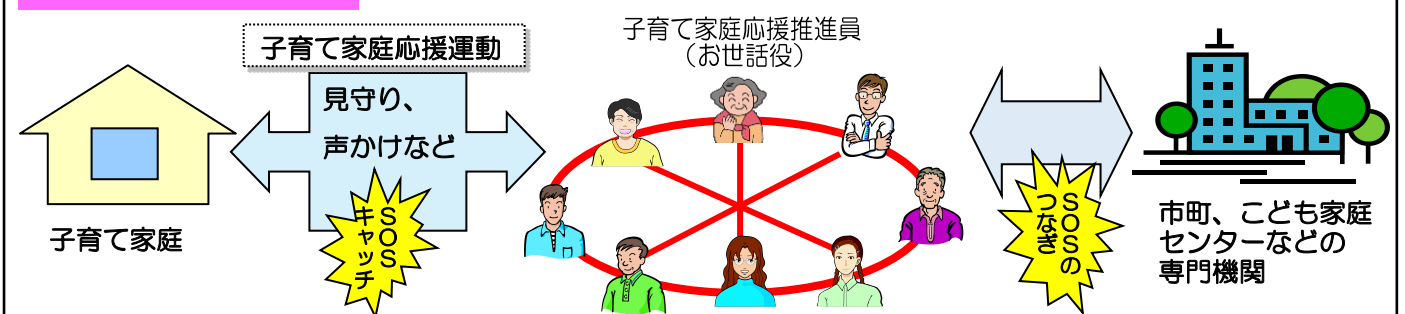 子育て家庭応援運動
見守り、
声かけなど
SOS
キャッチ
子育て家庭
子育て家庭応援推進員
（お世話役）
SOSの
つなぎ
市町、こども家庭
センターなどの
専門機関